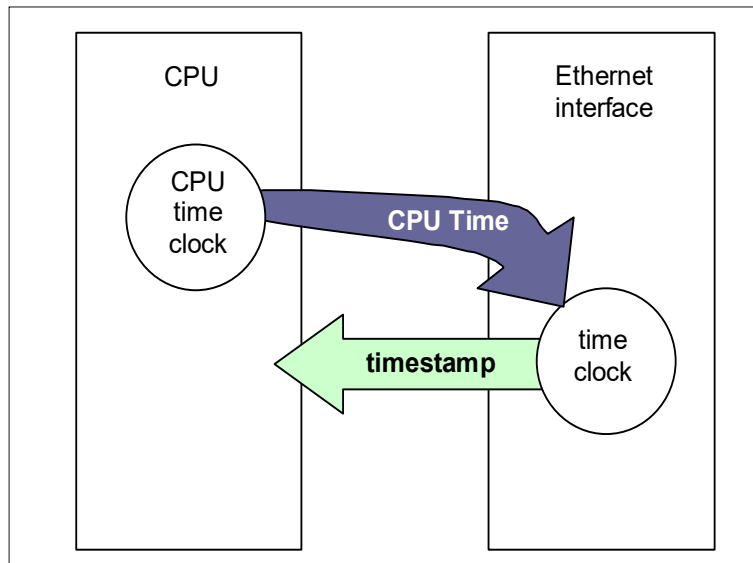 CPU
Ethernet
interface
CPU
time
clock
CPU Time
timestamp
time
clock